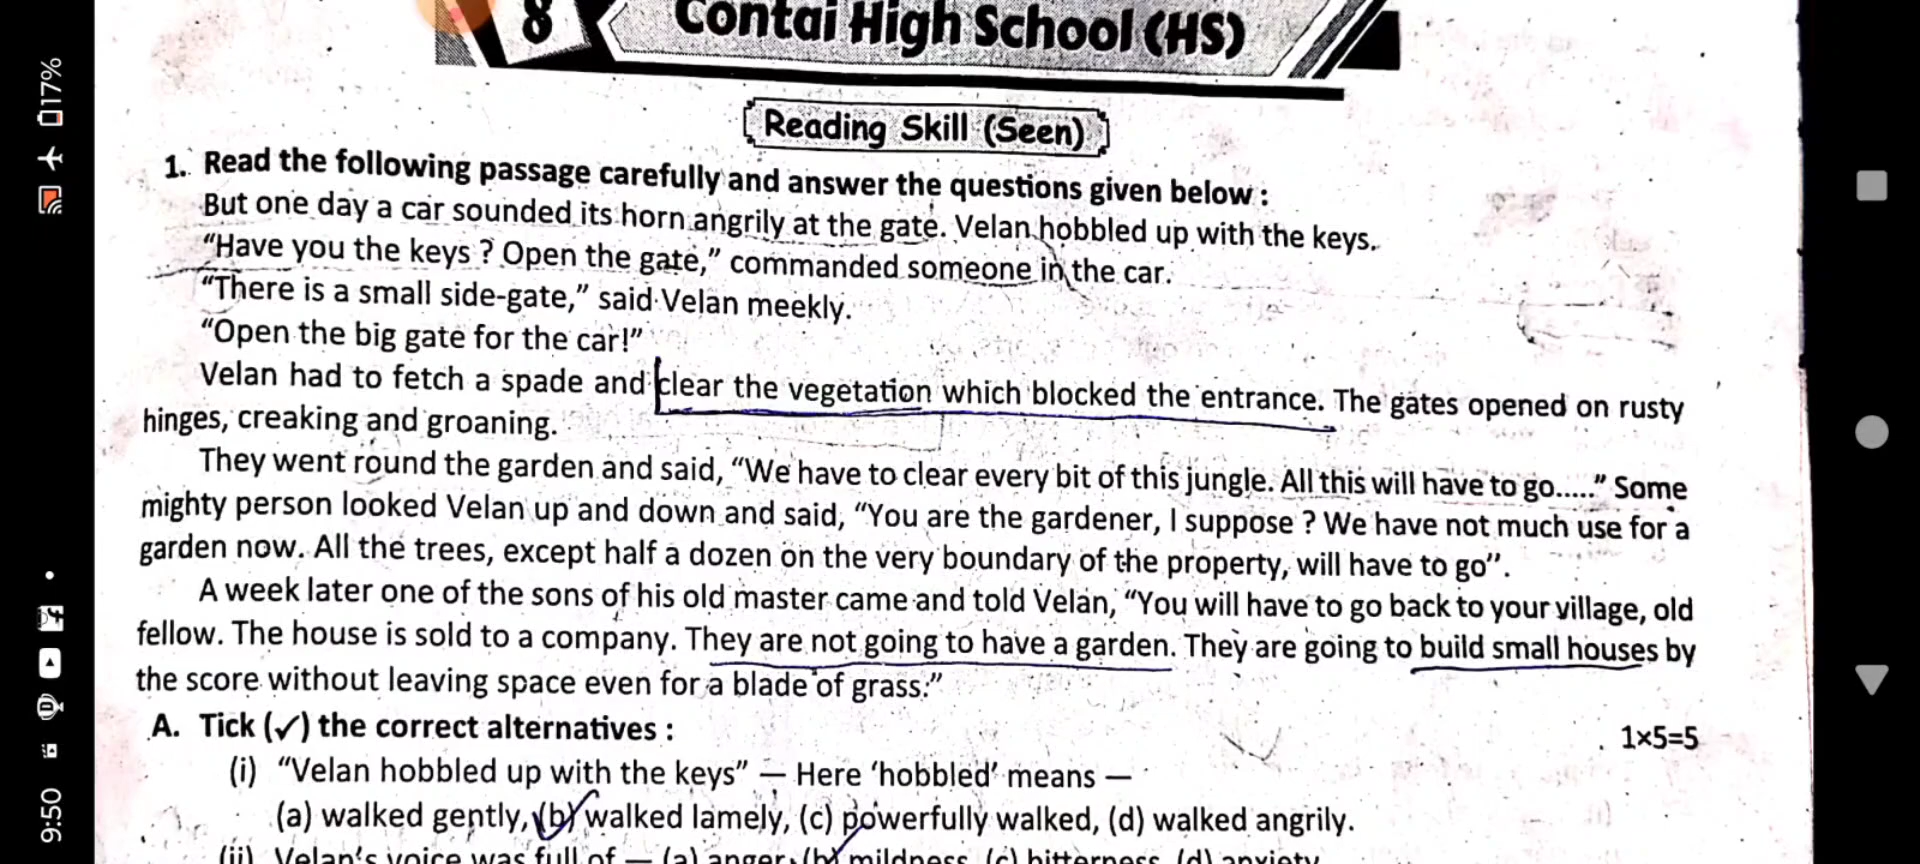 17%
9:50
8
Contai High School (HS)
Reading Skill (Seen)
1. Read the following passage carefully and answer the questions given below :
But one day a car sounded its horn angrily at the gate. Velan hobbled up with the keys.
“Have you the keys ? Open the gate,” commanded someone in the car.
“There is a small side-gate,” said Velan meekly.
“Open the big gate for the car!”
Velan had to fetch a spade and clear the vegetation which blocked the entrance. The gates opened on rusty
hinges, creaking and groaning.
They went round the garden and said, “We have to clear every bit of this jungle. All this will have to go.....” Some
mighty person looked Velan up and down and said, “You are the gardener, I suppose ? We have not much use for a
garden now. All the trees, except half a dozen on the very boundary of the property, will have to go”.
A week later one of the sons of his old master came and told Velan, “You will have to go back to your village, old
fellow. The house is sold to a company. They are not going to have a garden. They are going to build small houses by
the score without leaving space even for a blade of grass.”
A. Tick (✓) the correct alternatives : 1×5=5
(i) “Velan hobbled up with the keys” — Here ‘hobbled’ means —
(a) walked gently, (b) walked lamely, (c) powerfully walked, (d) walked angrily.
(ii) Velan's voice was full of — (a) anger, (b) mildness, (c) bitterness, (d) anxiety